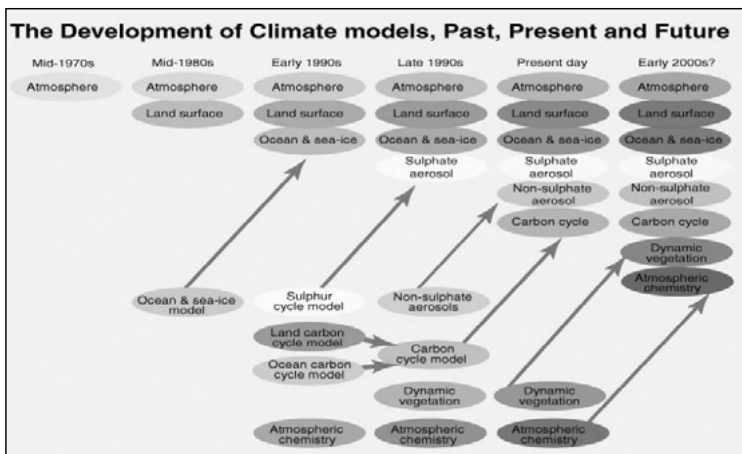 The Development of Climate models, Past, Present and Future
Mid-1970s Mid-1980s Early 1990s Late 1990s Present day Early 2000s?
Atmosphere Atmosphere Atmosphere Atmosphere Atmosphere Atmosphere
Land surface Land surface Land surface Land surface Land surface
Ocean & sea-ice Ocean & sea-ice Ocean & sea-ice Ocean & sea-ice
Sulphate Sulphate Sulphate
aerosol aerosol aerosol
Non-sulphate Non-sulphate
aerosol aerosol
Carbon cycle Carbon cycle
Dynamic
vegetation
Atmospheric
chemistry
Ocean & sea-ice
model
Sulphur
cycle model
Non-sulphate
aerosols
Land carbon
cycle model
Carbon
cycle model
Ocean carbon
cycle model
Dynamic Dynamic
vegetation vegetation
Atmospheric Atmospheric Atmospheric
chemistry chemistry chemistry